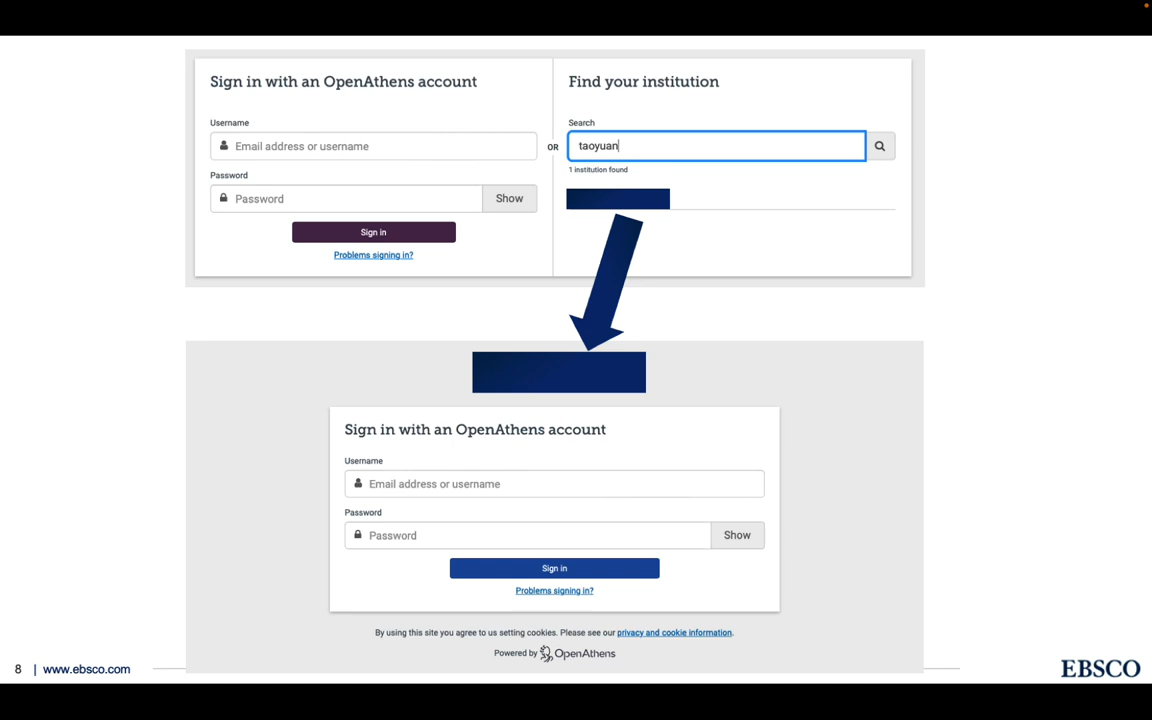 Sign in with an OpenAthens account
Username
Email address or username
Password
Password
Show
Sign in
Problems signing in?
OR
Find your institution
Search
taoyuan
1 institution found
Sign in with an OpenAthens account
Username
Email address or username
Password
Password
Show
Sign in
Problems signing in?
By using this site you agree to us setting cookies. Please see our privacy and cookie information.
Powered by OpenAthens
8 | www.ebsco.com
EBSCO